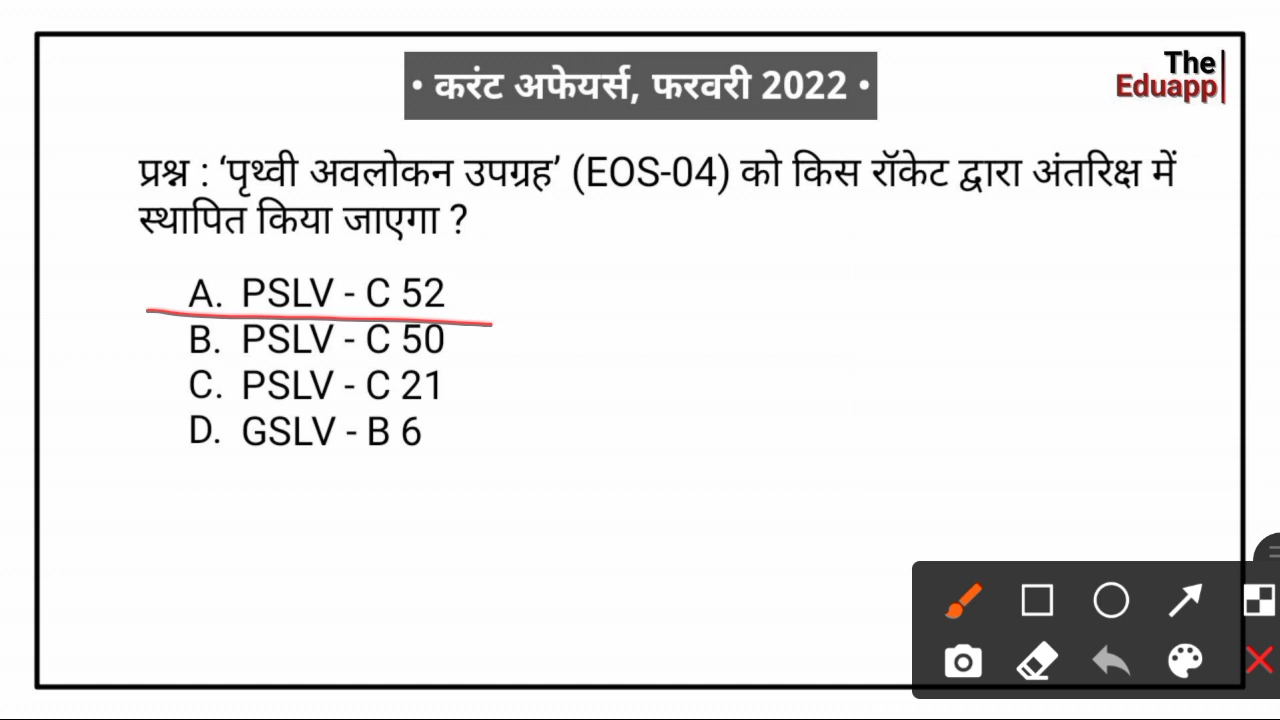 • करंट अफेयर्स, फरवरी 2022 •
The
Eduapp
प्रश्न : ‘पृथ्वी अवलोकन उपग्रह’ (EOS-04) को किस रॉकेट द्वारा अंतरिक्ष में
स्थापित किया जाएगा ?
A. PSLV - C 52
B. PSLV - C 50
C. PSLV - C 21
D. GSLV - B 6